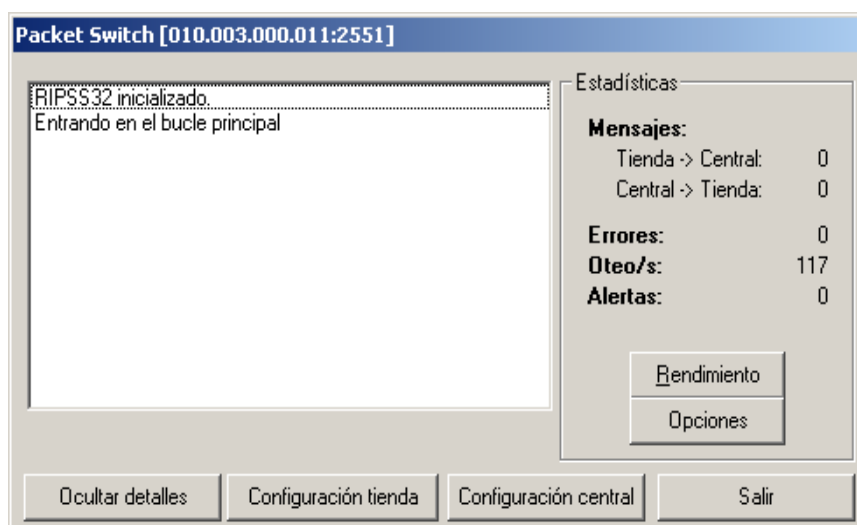 Packet Switch [010.003.000.011:2551]
RIPSS32 inicializado.
Entrando en el bucle principal
Estadísticas
Mensajes:
Tienda -> Central: 0
Central -> Tienda: 0
Errores: 0
Oteo/s: 117
Alertas: 0
Rendimiento
Opciones
Ocultar detalles Configuración tienda Configuración central Salir